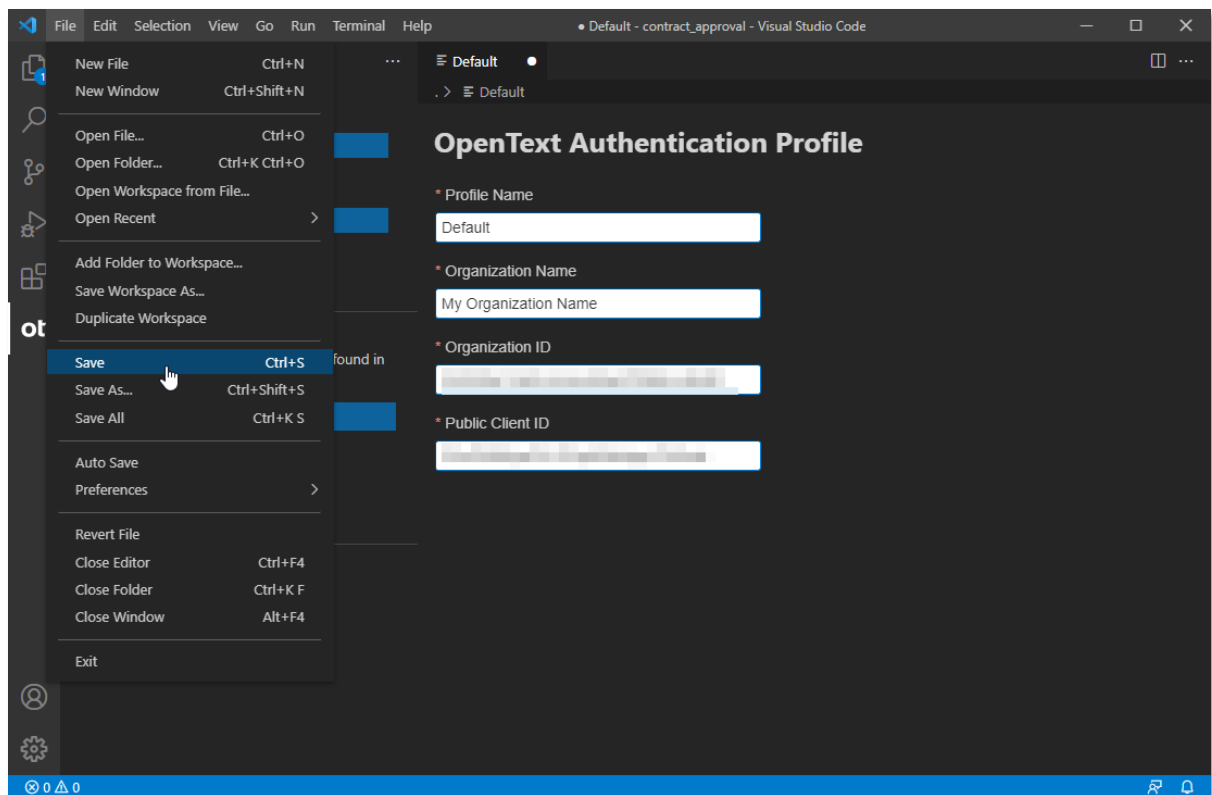 File Edit Selection View Go Run Terminal Help ● Default - contract_approval - Visual Studio Code
1
New File Ctrl+N
New Window Ctrl+Shift+N
Open File... Ctrl+O
Open Folder... Ctrl+K Ctrl+O
Open Workspace from File...
Open Recent
Add Folder to Workspace...
Save Workspace As...
Duplicate Workspace
Save Ctrl+S
Save As... Ctrl+Shift+S
Save All Ctrl+K S
Auto Save
Preferences
Revert File
Close Editor Ctrl+F4
Close Folder Ctrl+K F
Close Window Alt+F4
Exit
ot
found in
Default
. > Default
OpenText Authentication Profile
* Profile Name
Default
* Organization Name
My Organization Name
* Organization ID
* Public Client ID
0 0